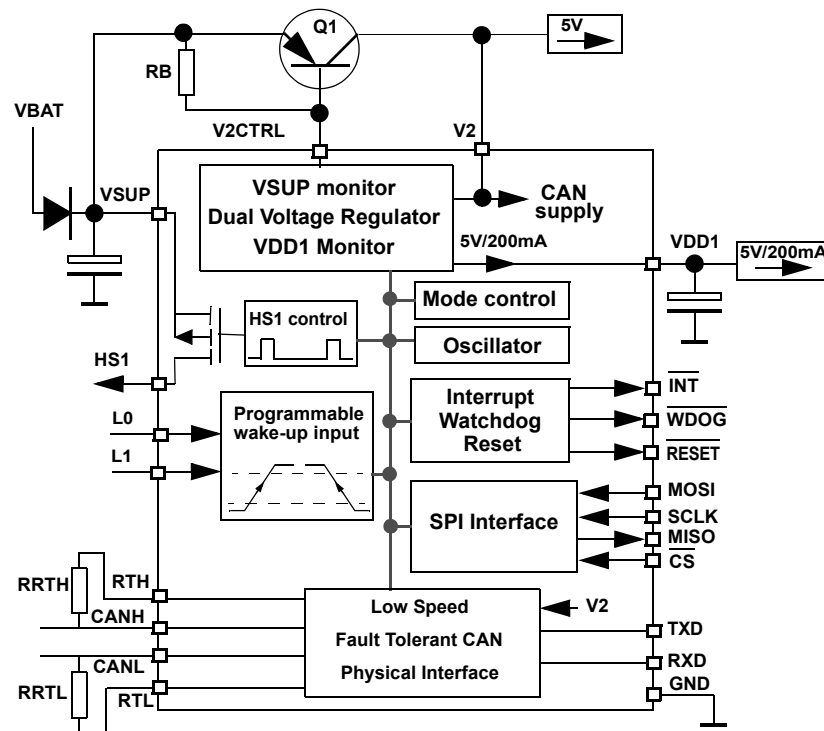 Q1
5V
RB
VBAT
V2CTRL
V2
VSUP
VSUP monitor
Dual Voltage Regulator
VDD1 Monitor
CAN
supply
5V/200mA
VDD1
5V/200mA
Mode control
HS1 control
Oscillator
HS1
Programmable
wake-up input
L0
L1
Interrupt
Watchdog
Reset
INT
WDOG
RESET
SPI Interface
MOSI
SCLK
MISO
CS
RRTH
RTH
CANH
CANL
RRTL
RTL
Low Speed
Fault Tolerant CAN
Physical Interface
V2
TXD
RXD
GND